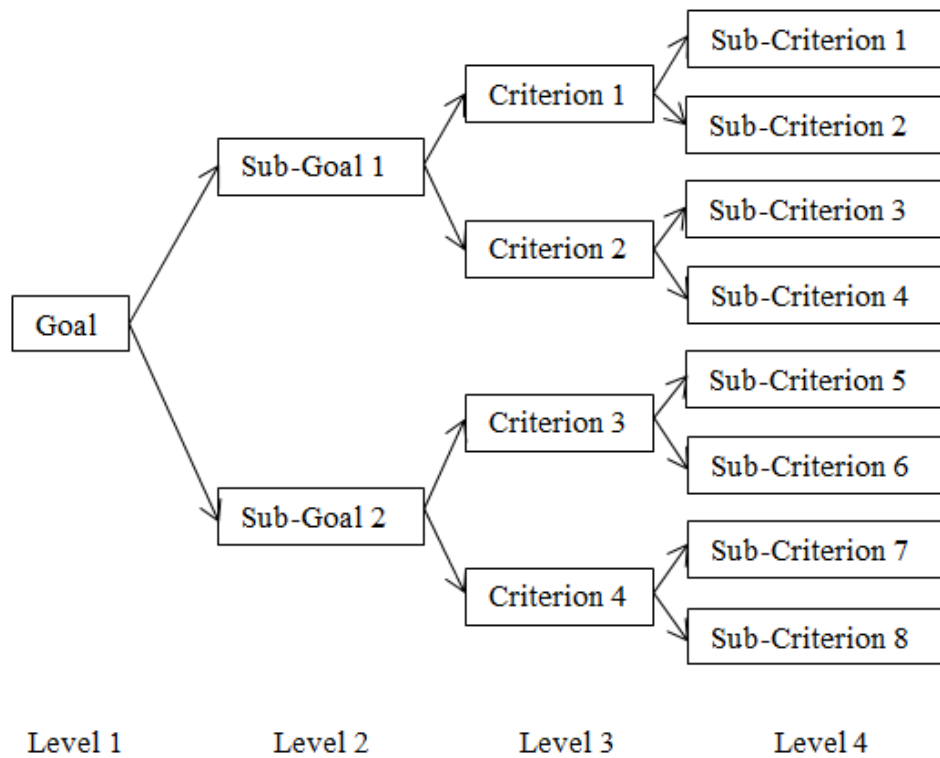 Goal
Sub-Goal 1
Sub-Goal 2
Criterion 1
Criterion 2
Criterion 3
Criterion 4
Sub-Criterion 1
Sub-Criterion 2
Sub-Criterion 3
Sub-Criterion 4
Sub-Criterion 5
Sub-Criterion 6
Sub-Criterion 7
Sub-Criterion 8
Level 1
Level 2
Level 3
Level 4